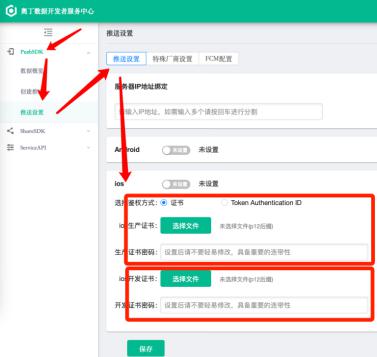 奥丁数据开发者服务中心
PushSDK
数据概览
创建推送
推送设置
ShareSDK
ServiceAPI
推送设置
推送设置 特殊厂商设置 FCM配置
服务器IP地址绑定
输入IP地址，如需输入多个请按回车进行分割
Android 未设置 未设置
ios 未设置 未设置
选择鉴权方式: 证书 Token Authentication ID
ios生产证书: 选择文件 未选择文件(p12后缀)
生产证书密码: 设置后请不要轻易修改，具备重要的连带性
ios开发证书: 选择文件 未选择文件(p12后缀)
开发证书密码: 设置后请不要轻易修改，具备重要的连带性
保存